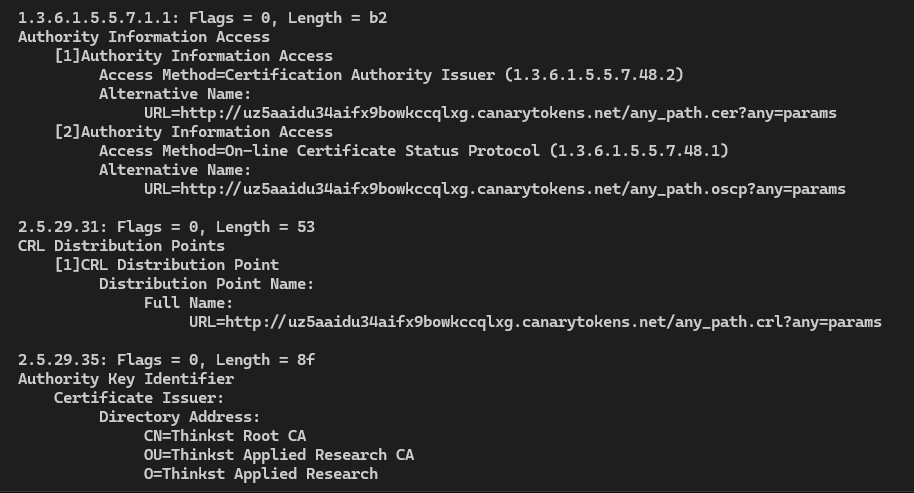 1.3.6.1.5.5.7.1.1: Flags = 0, Length = b2
Authority Information Access
[1]Authority Information Access
Access Method=Certification Authority Issuer (1.3.6.1.5.5.7.48.2)
Alternative Name:
URL=http://uz5aaidu34aifx9bowkccqlxg.canarytokens.net/any_path.cer?any=params
[2]Authority Information Access
Access Method=On-line Certificate Status Protocol (1.3.6.1.5.5.7.48.1)
Alternative Name:
URL=http://uz5aaidu34aifx9bowkccqlxg.canarytokens.net/any_path.oscp?any=params
2.5.29.31: Flags = 0, Length = 53
CRL Distribution Points
[1]CRL Distribution Point
Distribution Point Name:
Full Name:
URL=http://uz5aaidu34aifx9bowkccqlxg.canarytokens.net/any_path.crl?any=params
2.5.29.35: Flags = 0, Length = 8f
Authority Key Identifier
Certificate Issuer:
Directory Address:
CN=Thinkst Root CA
OU=Thinkst Applied Research CA
O=Thinkst Applied Research